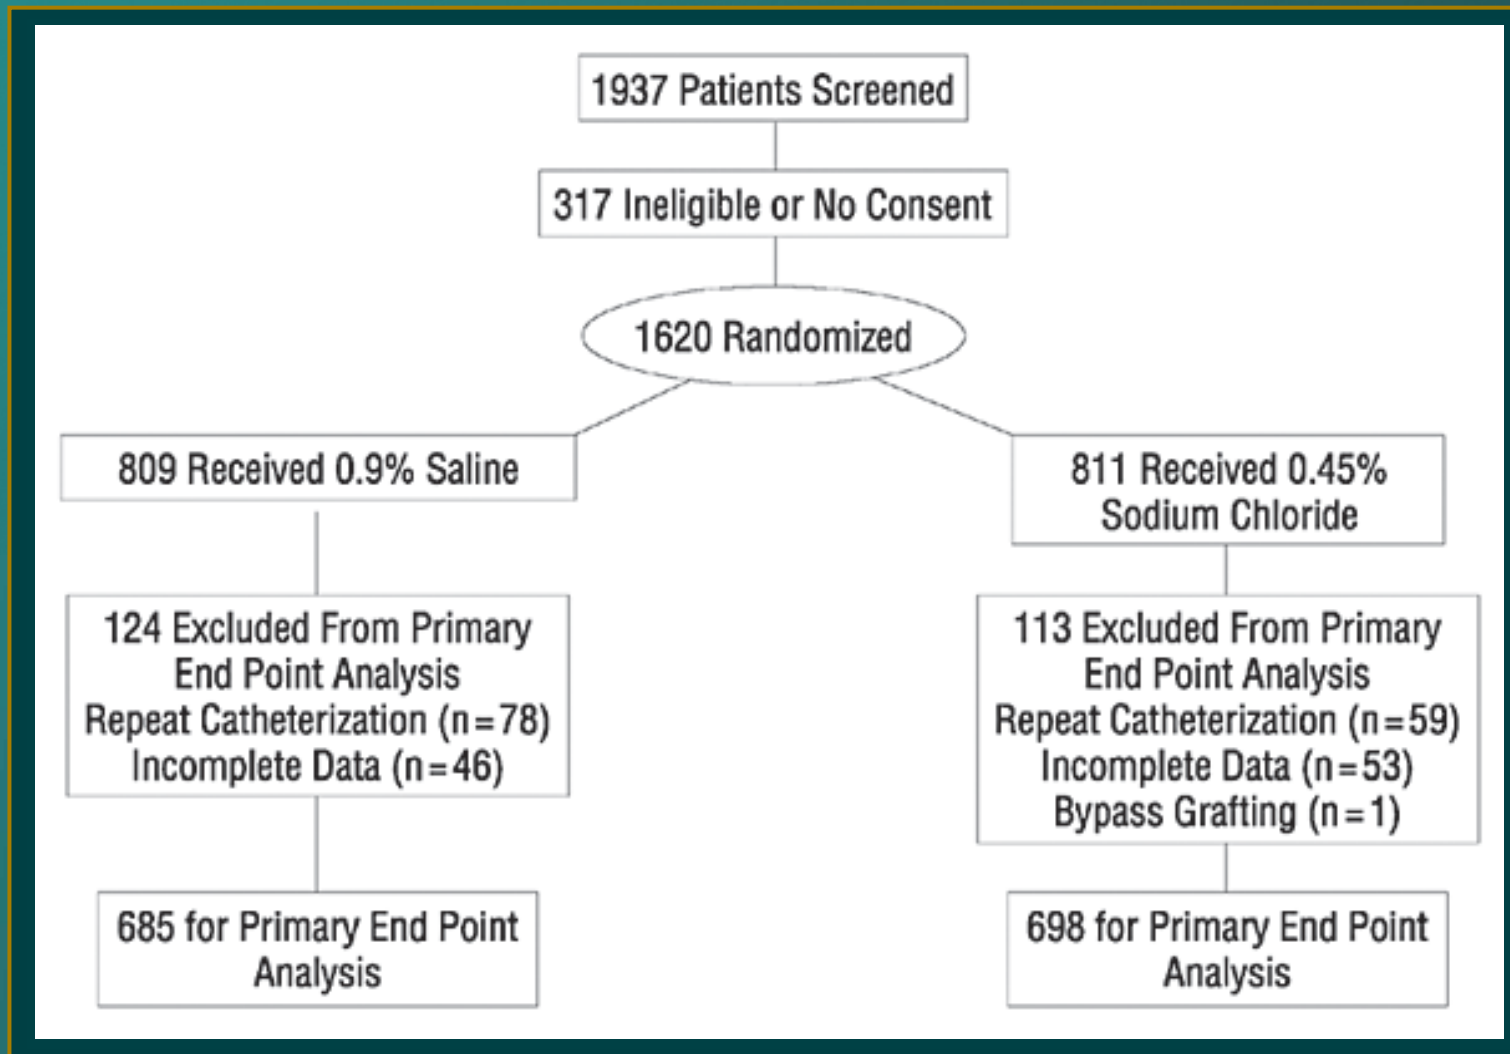 1937 Patients Screened
317 Ineligible or No Consent
1620 Randomized
809 Received 0.9% Saline
811 Received 0.45%
Sodium Chloride
124 Excluded From Primary
End Point Analysis
Repeat Catheterization (n=78)
Incomplete Data (n=46)
113 Excluded From Primary
End Point Analysis
Repeat Catheterization (n=59)
Incomplete Data (n=53)
Bypass Grafting (n=1)
685 for Primary End Point
Analysis
698 for Primary End Point
Analysis